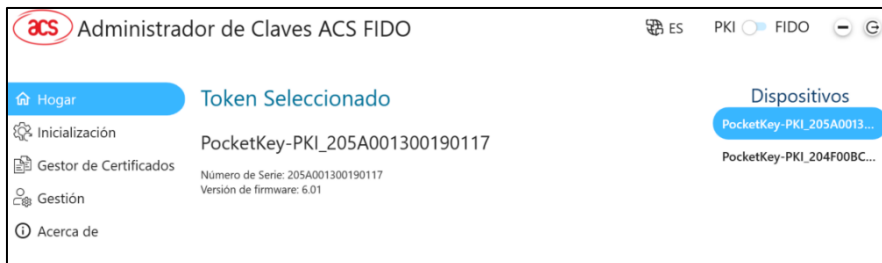 acs Administrador de Claves ACS FIDO
ES PKI FIDO
Hogar
Inicialización
Gestor de Certificados
Gestión
Acerca de
Token Seleccionado
PocketKey-PKI_205A001300190117
Número de Serie: 205A001300190117
Versión de firmware: 6.01
Dispositivos
PocketKey-PKI_205A0013...
PocketKey-PKI_204F00BC...